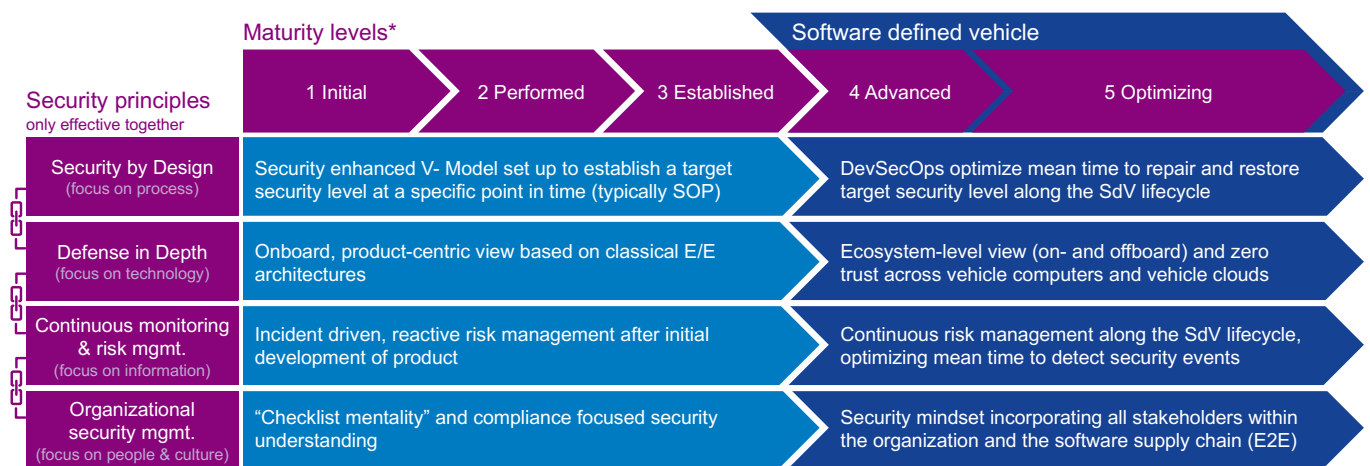 Maturity levels*
Software defined vehicle
1 Initial
2 Performed
3 Established
4 Advanced
5 Optimizing
Security principles
only effective together
Security by Design
(focus on process)
Security enhanced V- Model set up to establish a target
security level at a specific point in time (typically SOP)
DevSecOps optimize mean time to repair and restore
target security level along the SdV lifecycle
Defense in Depth
(focus on technology)
Onboard, product-centric view based on classical E/E
architectures
Ecosystem-level view (on- and offboard) and zero
trust across vehicle computers and vehicle clouds
Continuous monitoring
& risk mgmt.
(focus on information)
Incident driven, reactive risk management after initial
development of product
Continuous risk management along the SdV lifecycle,
optimizing mean time to detect security events
Organizational
security mgmt.
(focus on people & culture)
“Checklist mentality” and compliance focused security
understanding
Security mindset incorporating all stakeholders within
the organization and the software supply chain (E2E)